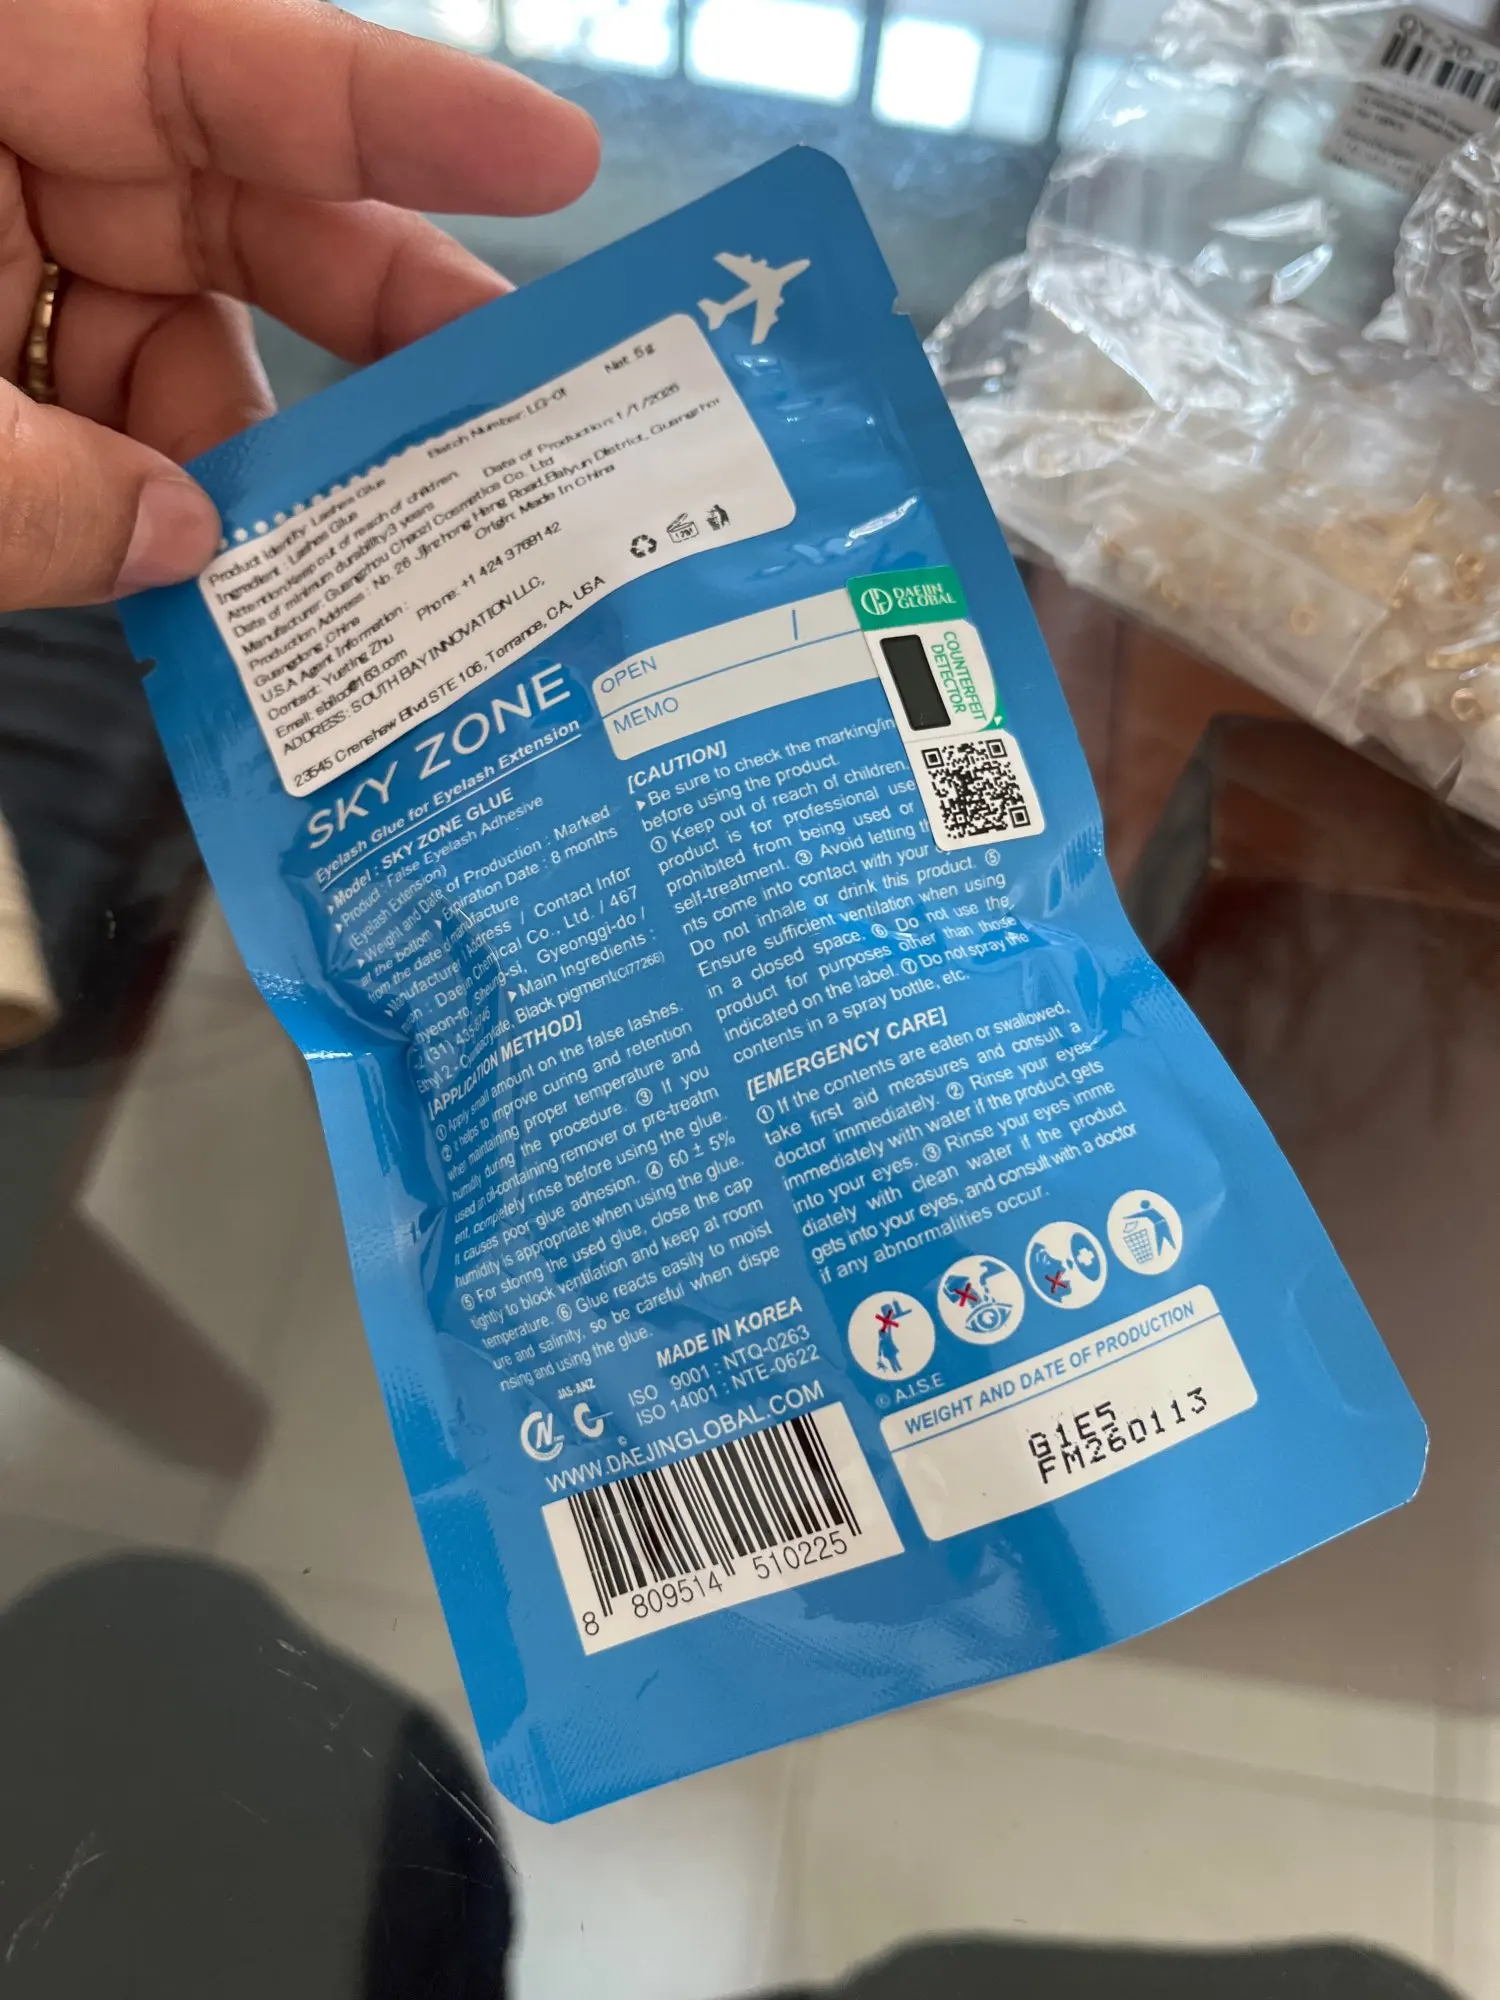 Batch Number: LG-01 Net 5g
Product Identity Lashes Glue
Ingredient : Lashes Glue Date of Production: 1/1/2026
Attention: Keep out of reach of children
Date of minimum durability: 3 years
Manufacturer: Guangzhou Chaozi Cosmetics Co. Ltd
Production Address : No. 26 Jinzhong Heng Road, Baiyun District, Guangzhou
Guangdong ,China Origin: Made In China
U.S.A Agent Information :
Contact: Yueting Zhu Phone: +1 424 3769142
Email: @163.com
ADDRESS: SOUTH BAY INNOVATION LLC,
23545 Crenshaw Blvd STE 106, Torrance, CA, USA
1 2M
DAEJIN
GLOBAL
COUNTERFEIT
DETECTOR
OPEN /
MEMO
SKY ZONE
Eyelash Glue for Eyelash Extension
▸Model : SKY ZONE GLUE
▸Product : False Eyelash Adhesive
(Eyelash Extension)
▸Weight and Date of Production : Marked
at the bottom ▸Expiration Date : 8 months
from the date of manufacture
▸Manufacturer / Address / Contact Infor
: Daejin Chemical Co., Ltd. / 467
-si, Gyeonggi-do /
▸Main Ingredients :
Black pigment(CI77266)
[APPLICATION METHOD]
① Apply small amount on the false lashes.
② it helps to improve curing and retention
when maintaining proper temperature and
humidity during the procedure. ③ If you
used an oil-containing remover or pre-treatm
ent, completely rinse before using the glue.
It causes poor glue adhesion. ④ 60 ± 5%
humidity is appropriate when using the glue.
⑤ For storing the used glue, close the cap
tightly to block ventilation and keep at room
temperature. ⑥ Glue reacts easily to moist
ure and salinity, so be careful when dispe
nsing and using the glue.
MADE IN KOREA
JAS-ANZ
ISO 9001 : NTQ-0263
ISO 14001 : NTE-0622
WWW.DAEJINGLOBAL.COM
8 809514 510225
[CAUTION]
▸Be sure to check the marking/in
before using the product.
① Keep out of reach of children.
product is for professional use
prohibited from being used or
self-treatment. ③ Avoid letting th
nts come into contact with your
Do not inhale or drink this product. ⑤
Ensure sufficient ventilation when using
in a closed space. ⑥ Do not use the
product for purposes other than those
indicated on the label. ⑦ Do not spray the
contents in a spray bottle, etc.
[EMERGENCY CARE]
① If the contents are eaten or swallowed,
take first aid measures and consult a
doctor immediately. ② Rinse your eyes
immediately with water if the product gets
into your eyes. ③ Rinse your eyes imme
diately with clean water if the product
gets into your eyes, and consult with a doctor
if any abnormalities occur.
© A.I.S.E
WEIGHT AND DATE OF PRODUCTION
G1E5
FM260113